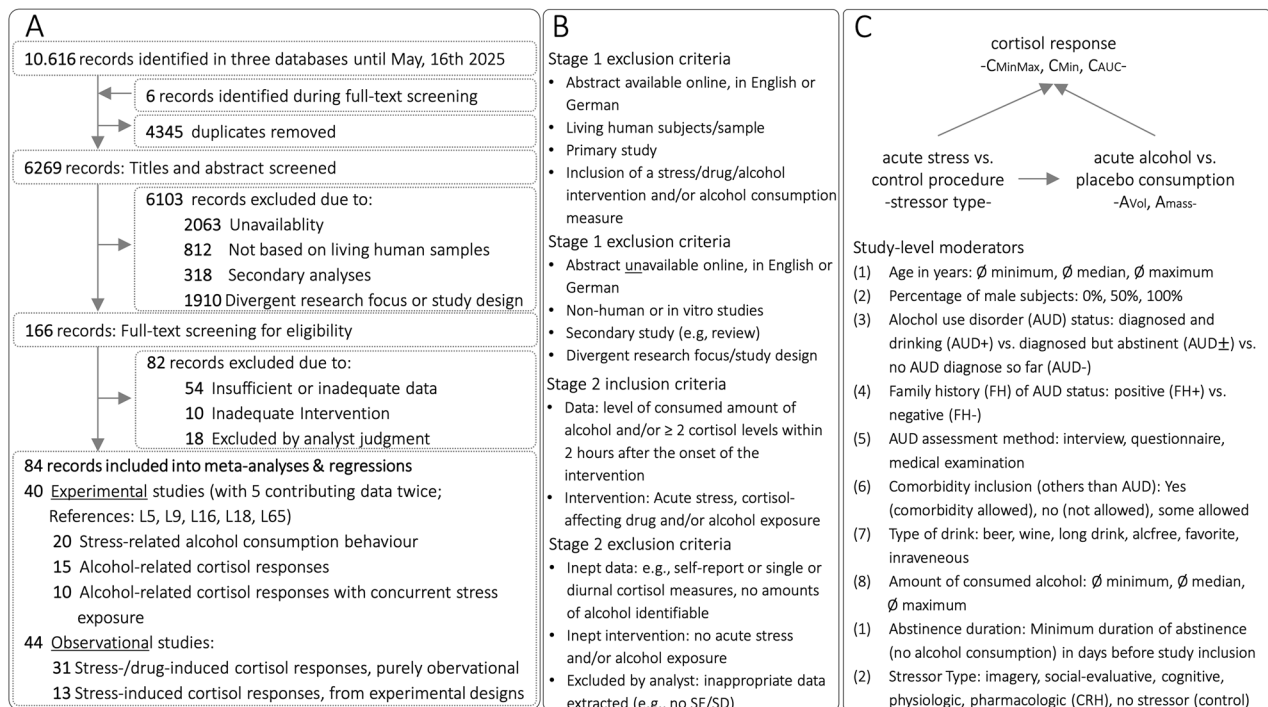 A
10.616 records identified in three databases until May, 16th 2025
6 records identified during full-text screening
4345 duplicates removed
6269 records: Titles and abstract screened
6103 records excluded due to:
2063 Unavailablity
812 Not based on living human samples
318 Secondary analyses
1910 Divergent research focus or study design
166 records: Full-text screening for eligibility
82 records excluded due to:
54 Insufficient or inadequate data
10 Inadequate Intervention
18 Excluded by analyst judgment
84 records included into meta-analyses & regressions
40 Experimental studies (with 5 contributing data twice;
References: L5, L9, L16, L18, L65)
20 Stress-related alcohol consumption behaviour
15 Alcohol-related cortisol responses
10 Alcohol-related cortisol responses with concurrent stress
exposure
44 Observational studies:
31 Stress-/drug-induced cortisol responses, purely obervational
13 Stress-induced cortisol responses, from experimental designs
B
Stage 1 exclusion criteria
• Abstract available online, in English or
German
• Living human subjects/sample
• Primary study
• Inclusion of a stress/drug/alcohol
intervention and/or alcohol consumption
measure
Stage 1 exclusion criteria
• Abstract unavailable online, in English or
German
• Non-human or in vitro studies
• Secondary study (e.g, review)
• Divergent research focus/study design
Stage 2 inclusion criteria
• Data: level of consumed amount of
alcohol and/or ≥ 2 cortisol levels within
2 hours after the onset of the
intervention
• Intervention: Acute stress, cortisol-
affecting drug and/or alcohol exposure
Stage 2 exclusion criteria
• Inept data: e.g., self-report or single or
diurnal cortisol measures, no amounts
of alcohol identifiable
• Inept intervention: no acute stress
and/or alcohol exposure
• Excluded by analyst: inappropriate data
extracted (e.g., no SE/SD)
C
cortisol response
-CMinMax, CMin, CAUC-
acute stress vs.
control procedure
-stressor type-
acute alcohol vs.
placebo consumption
-AVol, Amass-
Study-level moderators
(1) Age in years: Ø minimum, Ø median, Ø maximum
(2) Percentage of male subjects: 0%, 50%, 100%
(3) Alochol use disorder (AUD) status: diagnosed and
drinking (AUD+) vs. diagnosed but abstinent (AUD±) vs.
no AUD diagnose so far (AUD-)
(4) Family history (FH) of AUD status: positive (FH+) vs.
negative (FH-)
(5) AUD assessment method: interview, questionnaire,
medical examination
(6) Comorbidity inclusion (others than AUD): Yes
(comorbidity allowed), no (not allowed), some allowed
(7) Type of drink: beer, wine, long drink, alcfree, favorite,
inraveneous
(8) Amount of consumed alcohol: Ø minimum, Ø median,
Ø maximum
(1) Abstinence duration: Minimum duration of abstinence
(no alcohol consumption) in days before study inclusion
(2) Stressor Type: imagery, social-evaluative, cognitive,
physiologic, pharmacologic (CRH), no stressor (control)